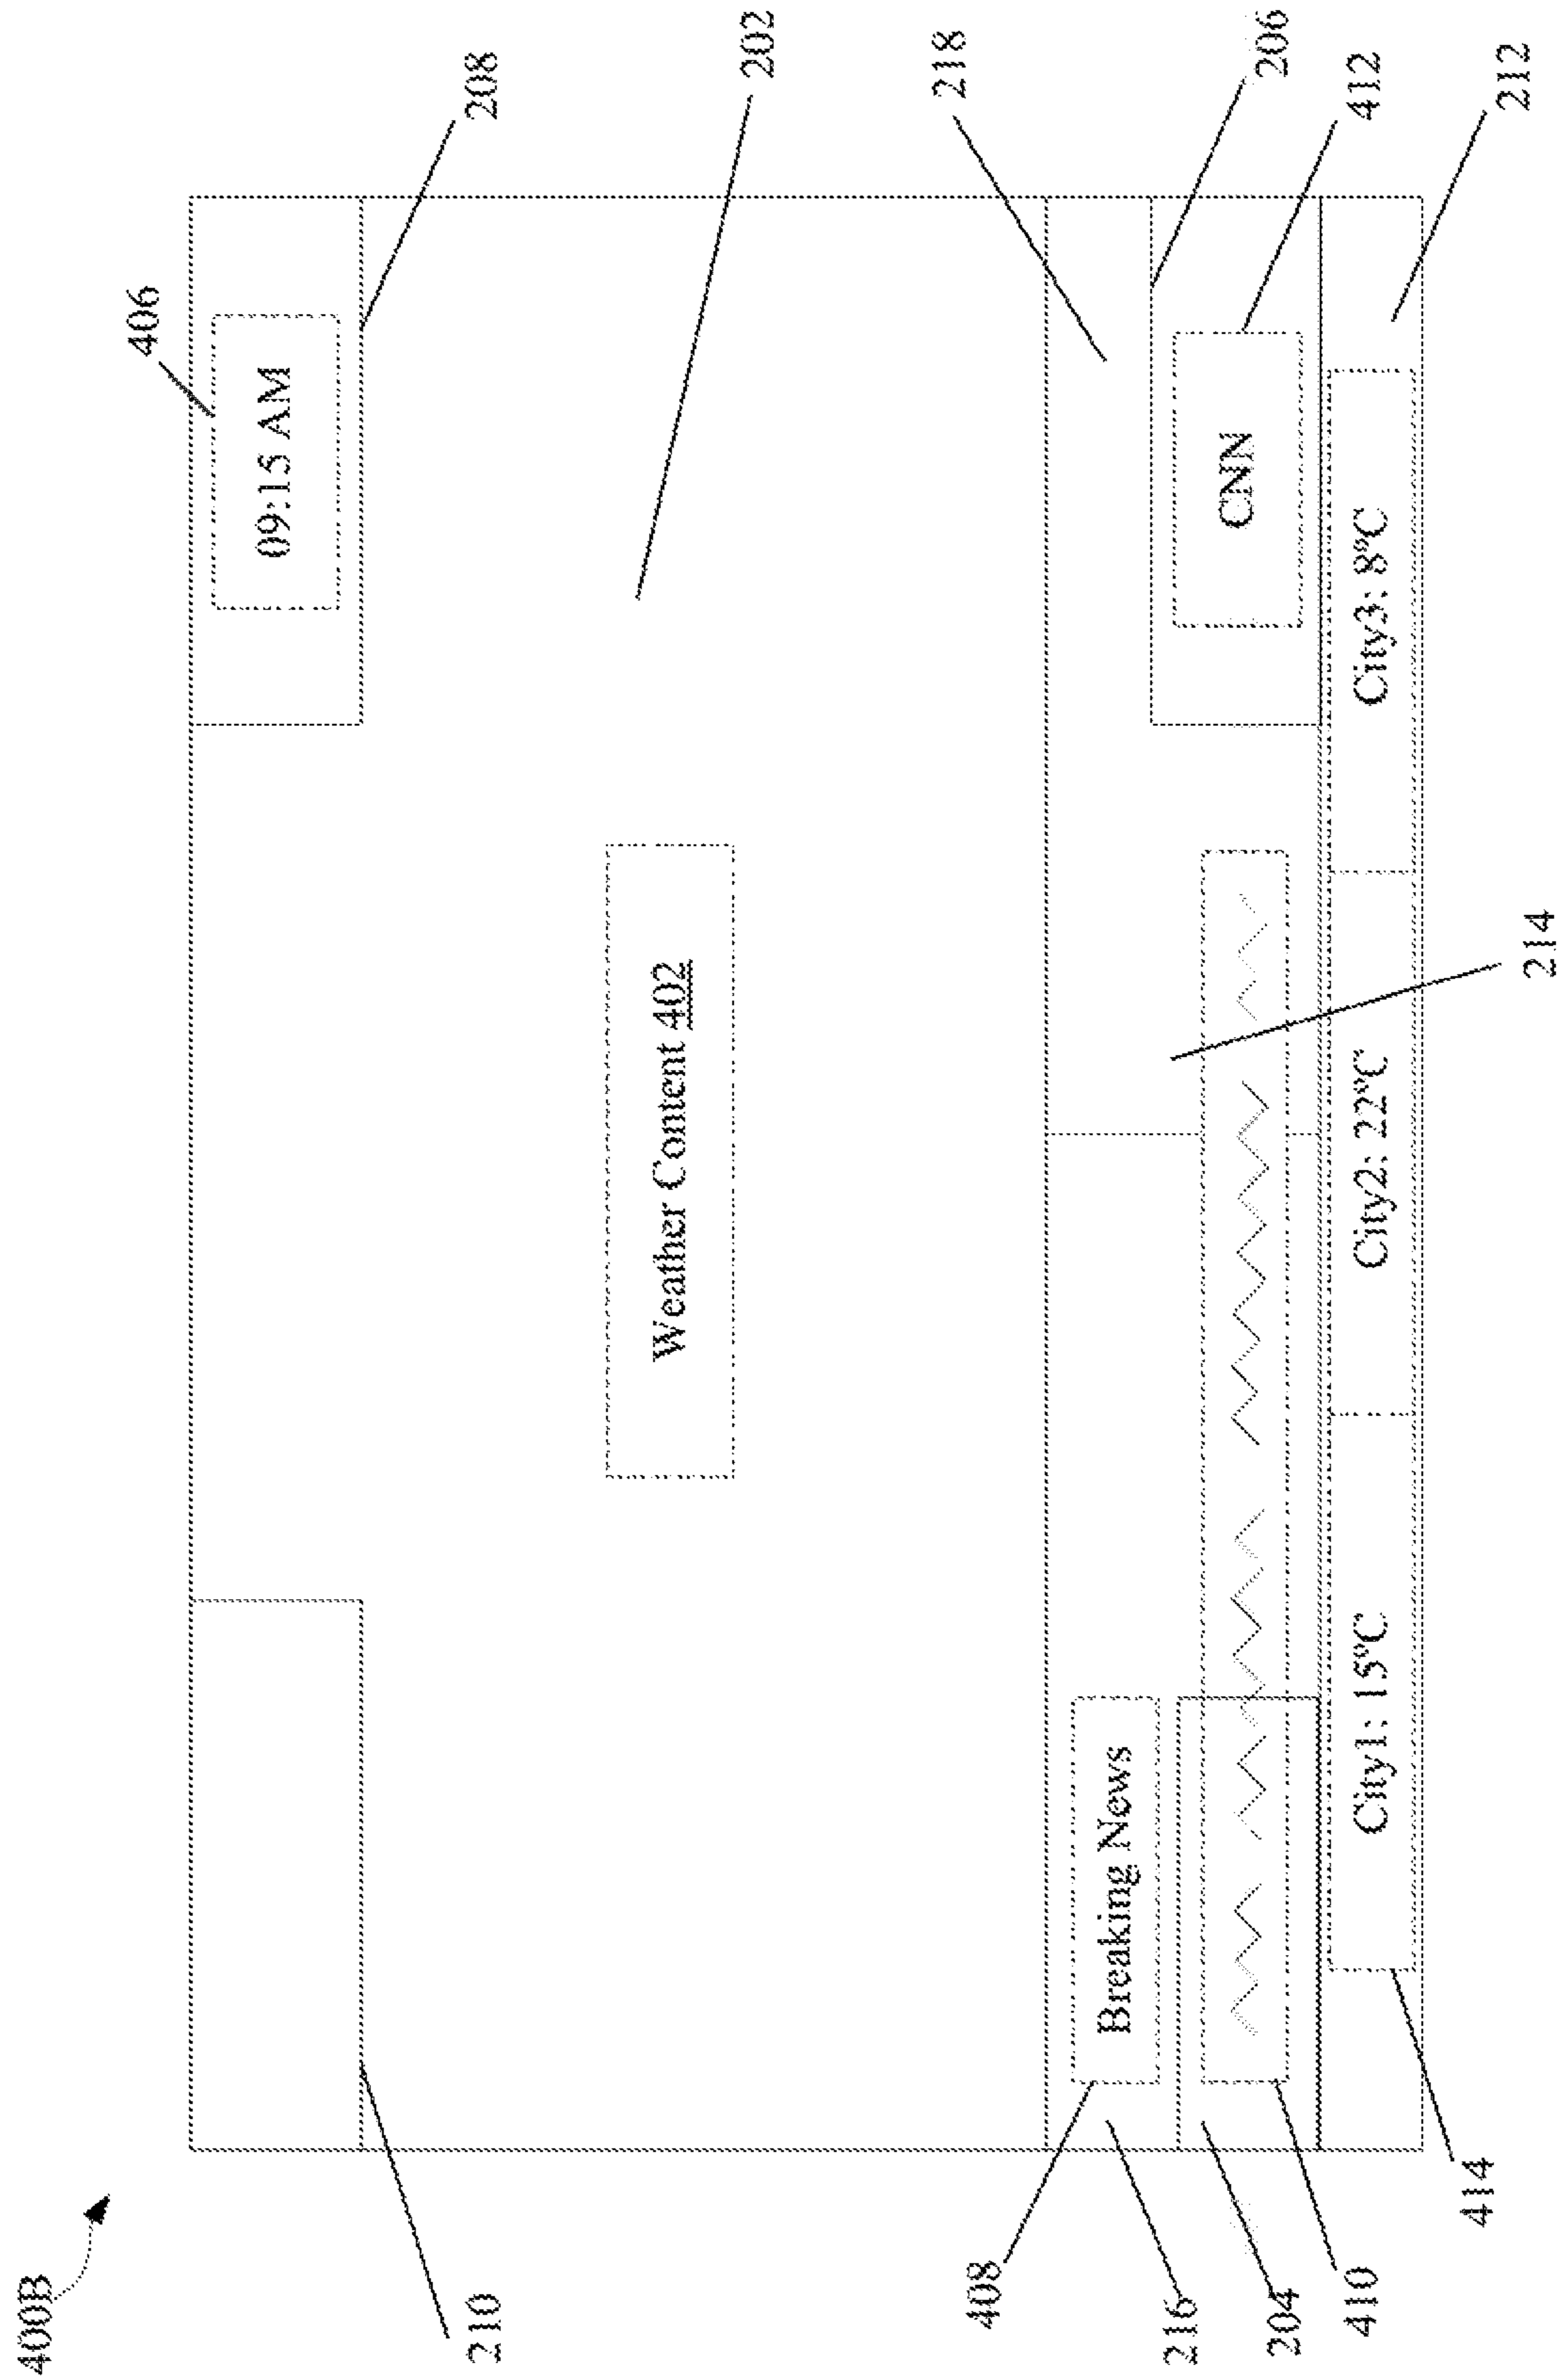 400B
406
09:15 AM
208
210
202
Weather Content 402
218
408
Breaking News
216
206
204
CNN
412
410
214
City1: 15°C
City2: 22°C
City3: 8°C
414
212